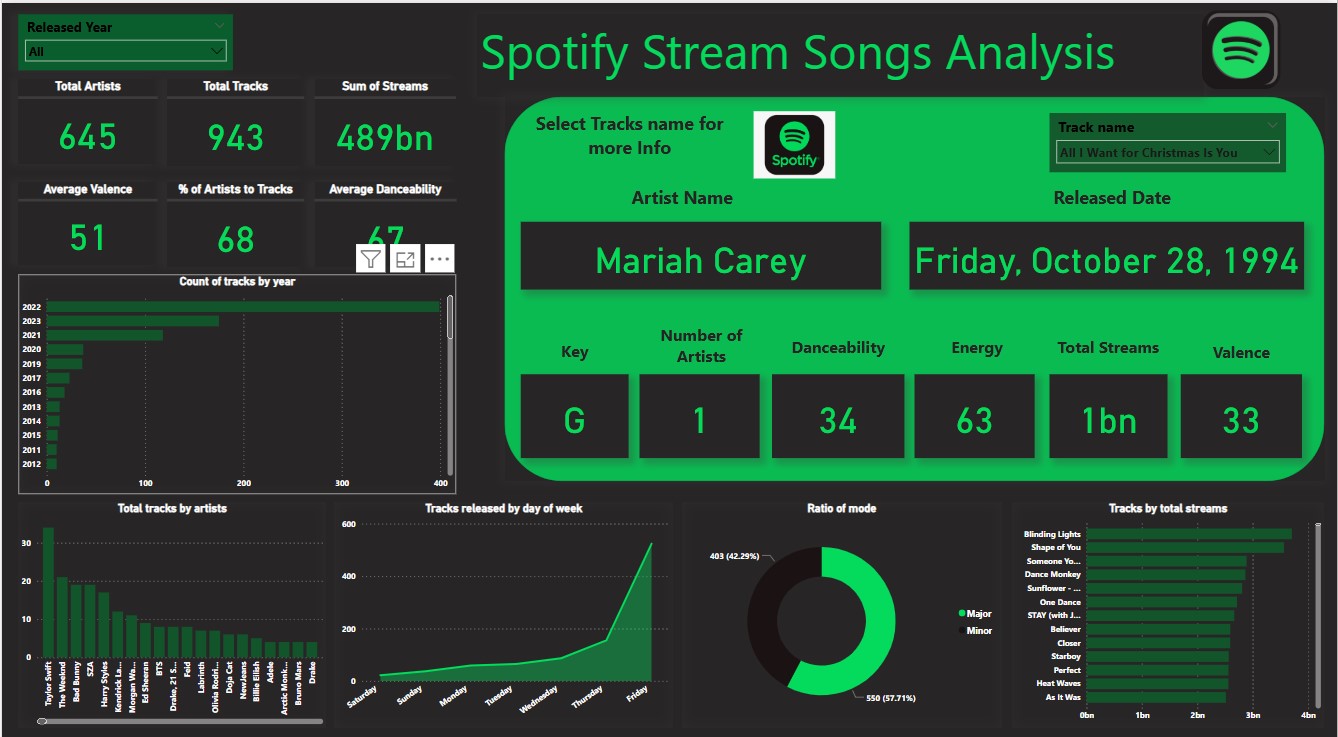 Released Year
All
Spotify Stream Songs Analysis
Total Artists
645
Total Tracks
943
Sum of Streams
489bn
Average Valence
51
% of Artists to Tracks
68
Average Danceability
67
Select Tracks name for
more Info
Spotify
Track name
All I Want for Christmas Is You
Artist Name
Mariah Carey
Released Date
Friday, October 28, 1994
Key
G
Number of
Artists
1
Danceability
34
Energy
63
Total Streams
1bn
Valence
33
Count of tracks by year
2022
2023
2021
2020
2019
2017
2016
2013
2014
2015
2011
2012
0 100 200 300 400
Total tracks by artists
30
20
10
0
Taylor Swift
The Weeknd
Bad Bunny
SZA
Harry Styles
Kendrick La...
Morgan Wa...
Ed Sheeran
BTS
Drake, 21 S...
Feid
Labrinth
Olivia Rodri...
Doja Cat
NewJeans
Billie Eilish
Adele
Arctic Monk...
Bruno Mars
Drake
Tracks released by day of week
600
400
200
0
Saturday
Sunday
Monday
Tuesday
Wednesday
Thursday
Friday
Ratio of mode
403 (42.29%)
550 (57.71%)
Major
Minor
Tracks by total streams
Blinding Lights
Shape of You
Someone Yo...
Dance Monkey
Sunflower - ...
One Dance
STAY (with J...
Believer
Closer
Starboy
Perfect
Heat Waves
As It Was
0bn 1bn 2bn 3bn 4bn